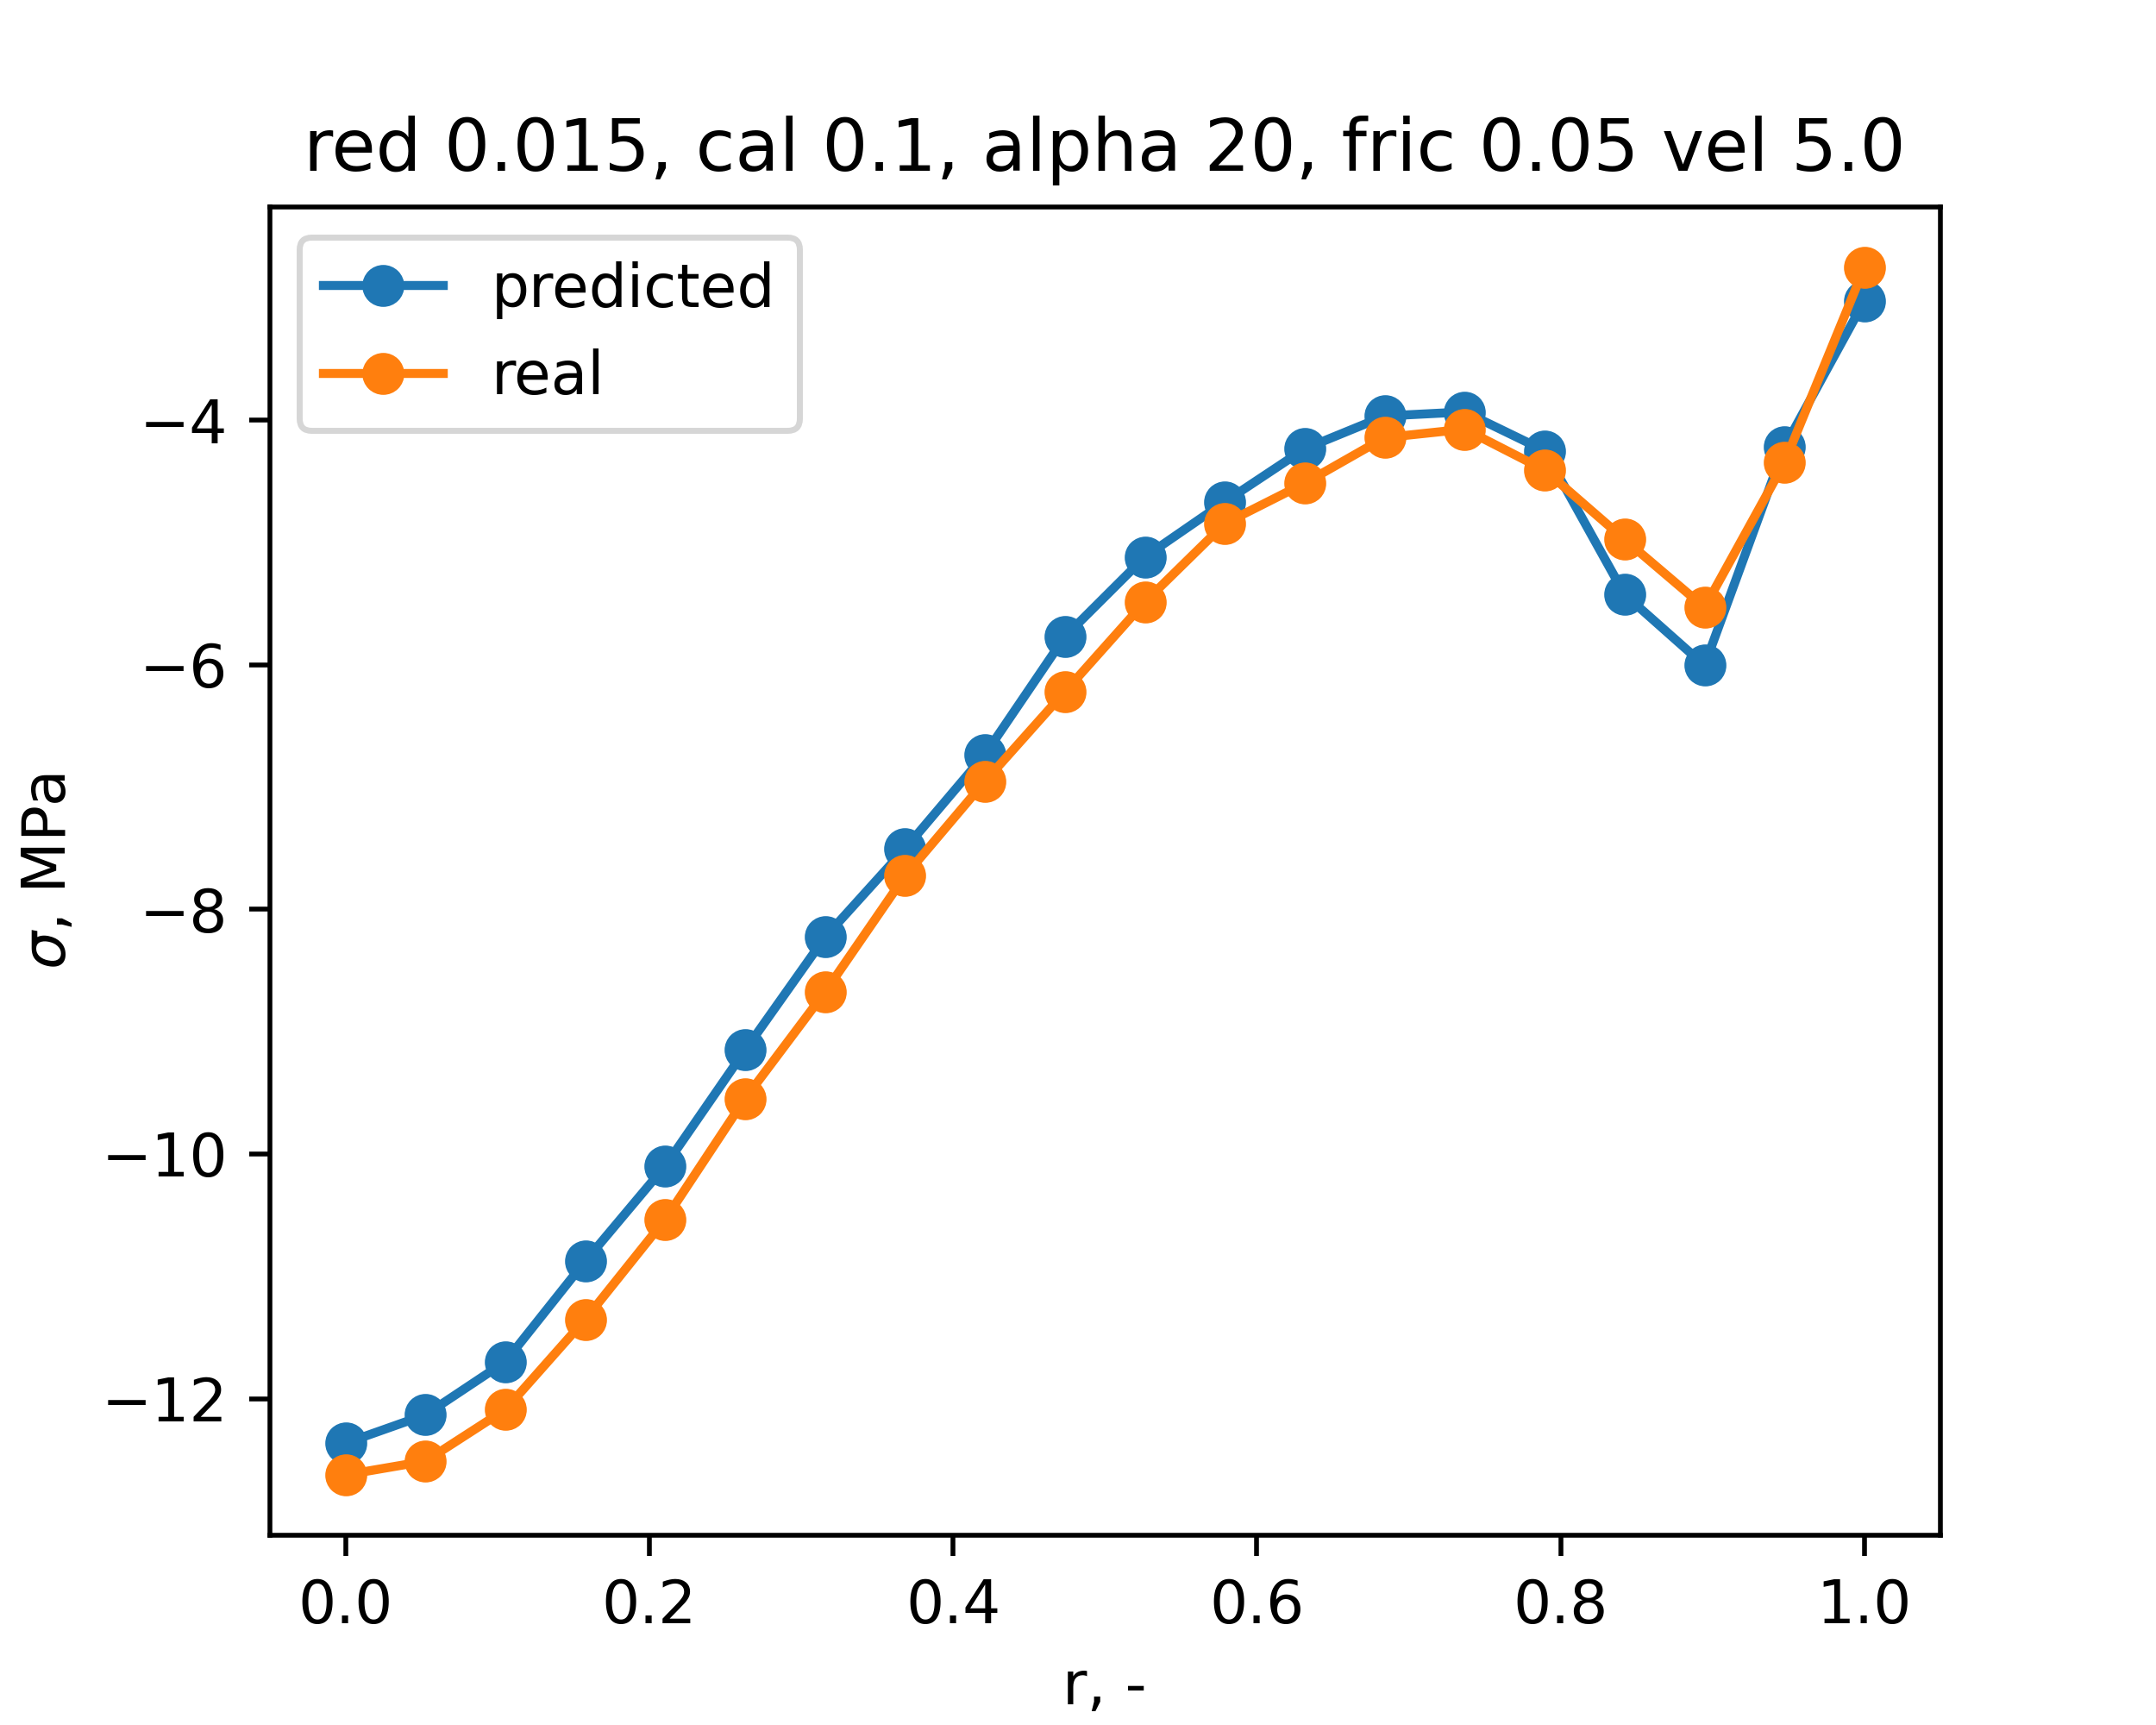 red 0.015, cal 0.1, alpha 20, fric 0.05 vel 5.0
predicted
real
−4
−6
−8
−10
−12
σ, MPa
0.0 0.2 0.4 0.6 0.8 1.0
r, -